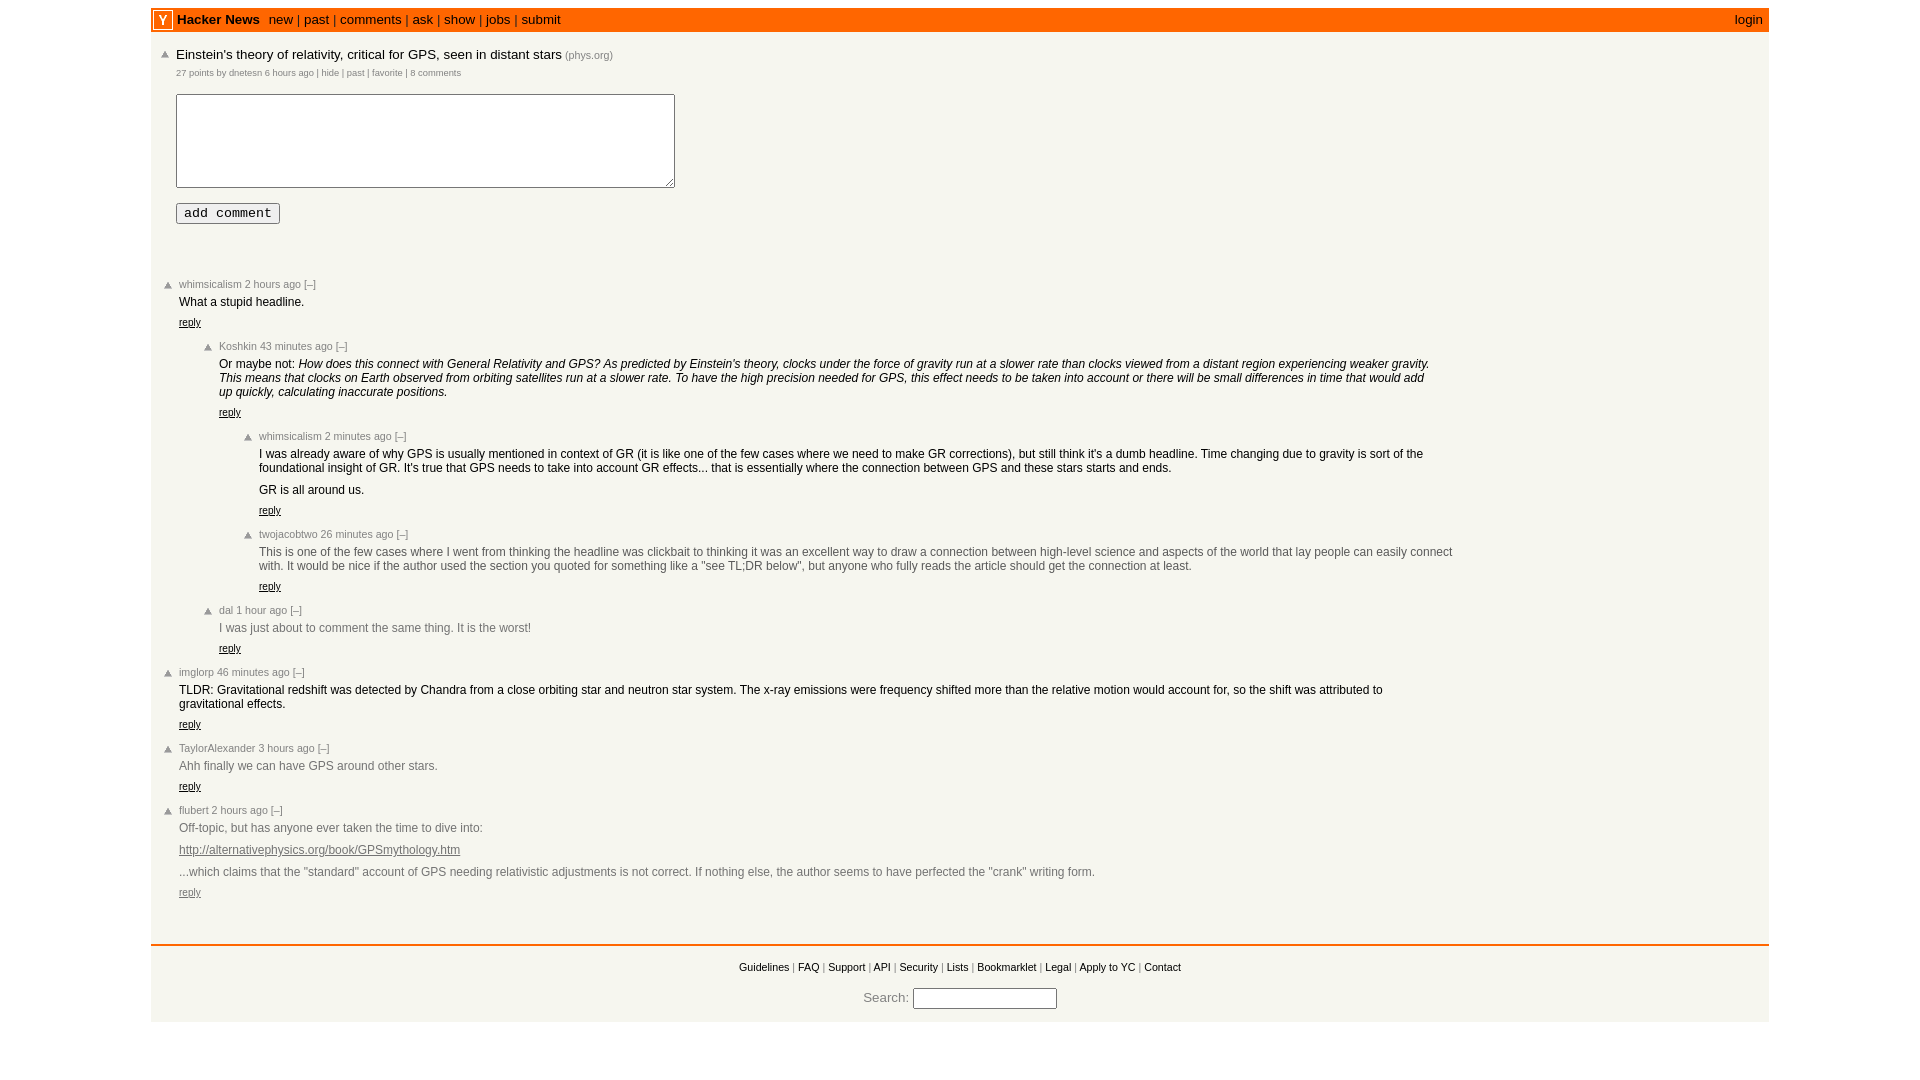 Y Hacker News new | past | comments | ask | show | jobs | submit login
Einstein's theory of relativity, critical for GPS, seen in distant stars (phys.org)
27 points by dnetesn 6 hours ago | hide | past | favorite | 8 comments
add comment
whimsicalism 2 hours ago [–]
What a stupid headline.
reply
Koshkin 43 minutes ago [–]
Or maybe not: How does this connect with General Relativity and GPS? As predicted by Einstein's theory, clocks under the force of gravity run at a slower rate than clocks viewed from a distant region experiencing weaker gravity.
This means that clocks on Earth observed from orbiting satellites run at a slower rate. To have the high precision needed for GPS, this effect needs to be taken into account or there will be small differences in time that would add
up quickly, calculating inaccurate positions.
reply
whimsicalism 2 minutes ago [–]
I was already aware of why GPS is usually mentioned in context of GR (it is like one of the few cases where we need to make GR corrections), but still think it's a dumb headline. Time changing due to gravity is sort of the
foundational insight of GR. It's true that GPS needs to take into account GR effects... that is essentially where the connection between GPS and these stars starts and ends.
GR is all around us.
reply
twojacobtwo 26 minutes ago [–]
This is one of the few cases where I went from thinking the headline was clickbait to thinking it was an excellent way to draw a connection between high-level science and aspects of the world that lay people can easily connect
with. It would be nice if the author used the section you quoted for something like a "see TL;DR below", but anyone who fully reads the article should get the connection at least.
reply
dal 1 hour ago [–]
I was just about to comment the same thing. It is the worst!
reply
imglorp 46 minutes ago [–]
TLDR: Gravitational redshift was detected by Chandra from a close orbiting star and neutron star system. The x-ray emissions were frequency shifted more than the relative motion would account for, so the shift was attributed to
gravitational effects.
reply
TaylorAlexander 3 hours ago [–]
Ahh finally we can have GPS around other stars.
reply
flubert 2 hours ago [–]
Off-topic, but has anyone ever taken the time to dive into:
http://alternativephysics.org/book/GPSmythology.htm
...which claims that the "standard" account of GPS needing relativistic adjustments is not correct. If nothing else, the author seems to have perfected the "crank" writing form.
reply
Guidelines | FAQ | Support | API | Security | Lists | Bookmarklet | Legal | Apply to YC | Contact
Search: